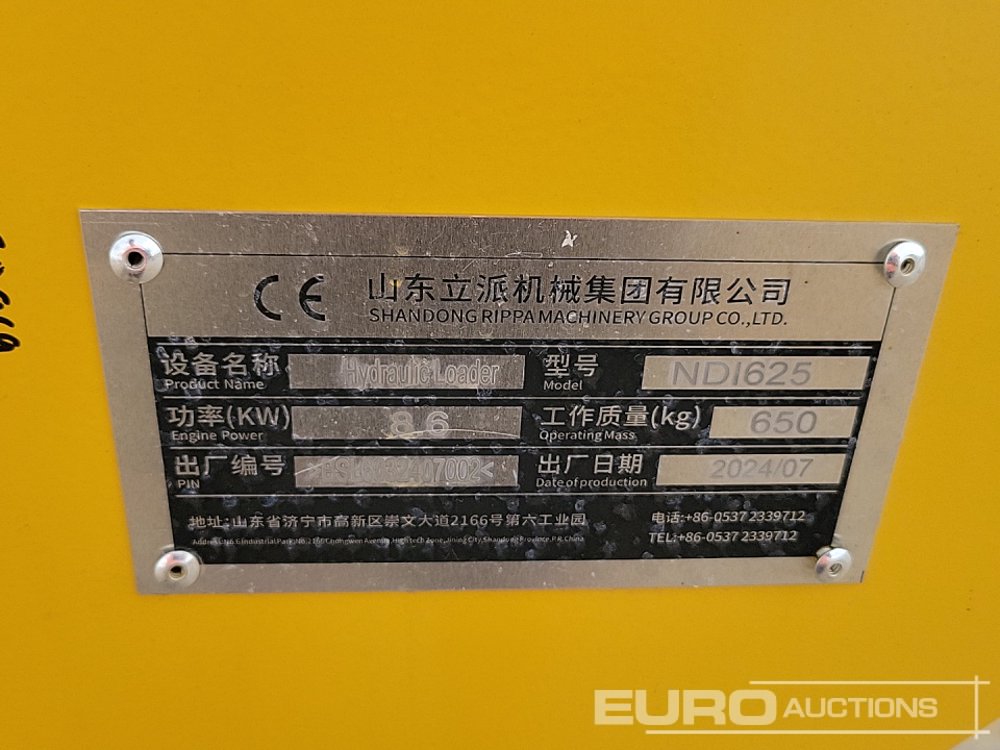 CE 山东立派机械集团有限公司
SHANDONG RIPPA MACHINERY GROUP CO.,LTD.
设备名称 Hydraujic Loader 型号 NDI625
Product Name Model
功率(KW) 8.6 工作质量(kg) 650
Engine Power Operating Mass
出厂编号 出厂日期 2024/07
PIN Date of production
地址:山东省济宁市高新区崇文大道2166号第六工业园 电话:+86-0537 2339712
TEL:+86-0537 2339712
EURO AUCTIONS